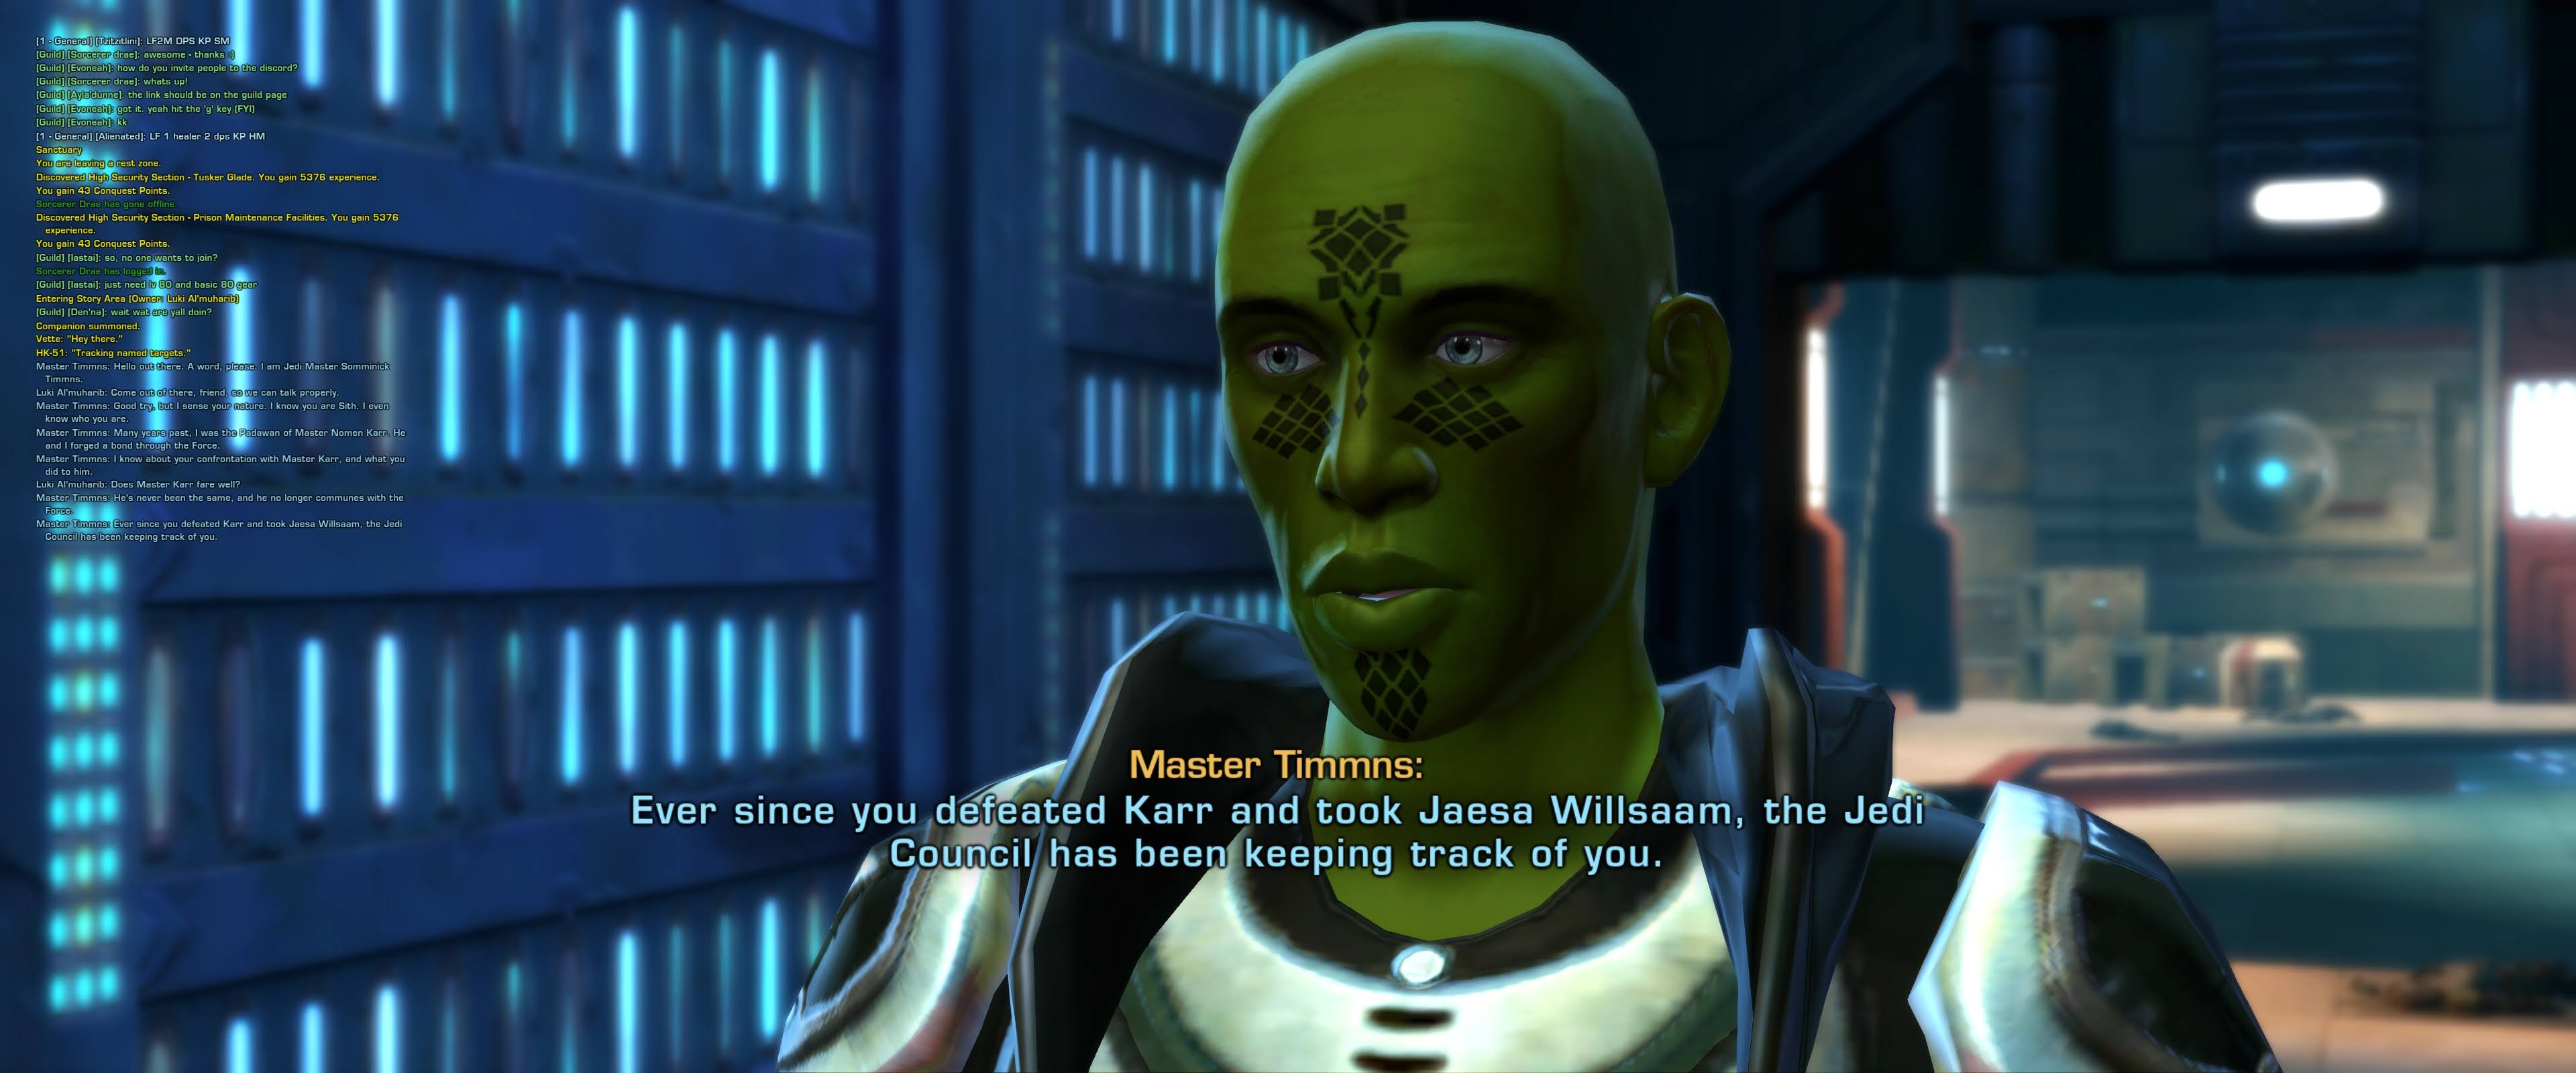 [1 - General] [Tzitzitlini]: LF2M DPS KP SM
[Guild] [Sorcerer drae]: awesome - thanks :)
[Guild] [Evoneah]: how do you invite people to the discord?
[Guild] [Sorcerer drae]: whats up!
[Guild] [Ayla'dunne]: the link should be on the guild page
[Guild] [Evoneah]: got it. yeah hit the 'g' key (FYI)
[Guild] [Evoneah]: kk
[1 - General] [Alienated]: LF 1 healer 2 dps KP HM
Sanctuary
You are leaving a rest zone.
Discovered High Security Section - Tusker Glade. You gain 5376 experience.
You gain 43 Conquest Points.
Sorcerer Drae has gone offline.
Discovered High Security Section - Prison Maintenance Facilities. You gain 5376
experience.
You gain 43 Conquest Points.
[Guild] [Iastai]: so, no one wants to join?
Sorcerer Drae has logged in.
[Guild] [Iastai]: just need lv 80 and basic 80 gear
Entering Story Area (Owner: Luki Al'muharib)
[Guild] [Den'na]: wait wat are yall doin?
Companion summoned.
Vette: "Hey there."
HK-51: "Tracking named targets."
Master Timmns: Hello out there. A word, please. I am Jedi Master Somminick
Timmns.
Luki Al'muharib: Come out of there, friend, so we can talk properly.
Master Timmns: Good try, but I sense your nature. I know you are Sith. I even
know who you are.
Master Timmns: Many years past, I was the Padawan of Master Nomen Karr. He
and I forged a bond through the Force.
Master Timmns: I know about your confrontation with Master Karr, and what you
did to him.
Luki Al'muharib: Does Master Karr fare well?
Master Timmns: He's never been the same, and he no longer communes with the
Force.
Master Timmns: Ever since you defeated Karr and took Jaesa Willsaam, the Jedi
Council has been keeping track of you.
Master Timmns:
Ever since you defeated Karr and took Jaesa Willsaam, the Jedi
Council has been keeping track of you.